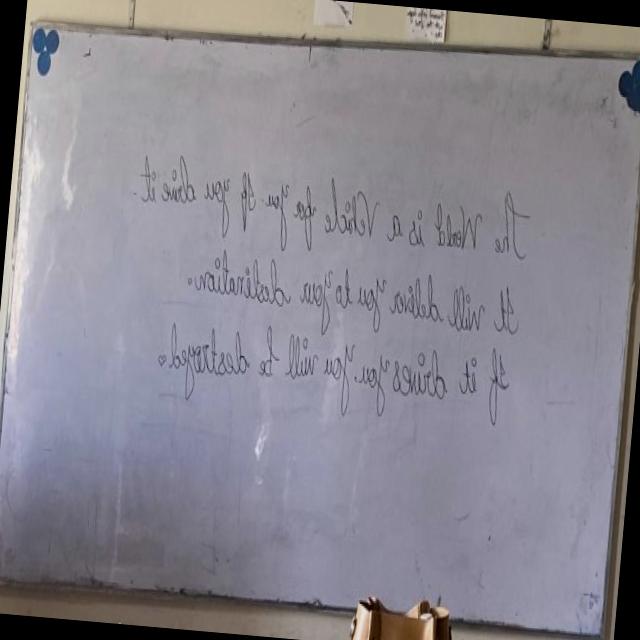 The World is a Vehicle for you. If you drive it.
It will deliver you to you destination.
If it drives you, you will be destroyed.